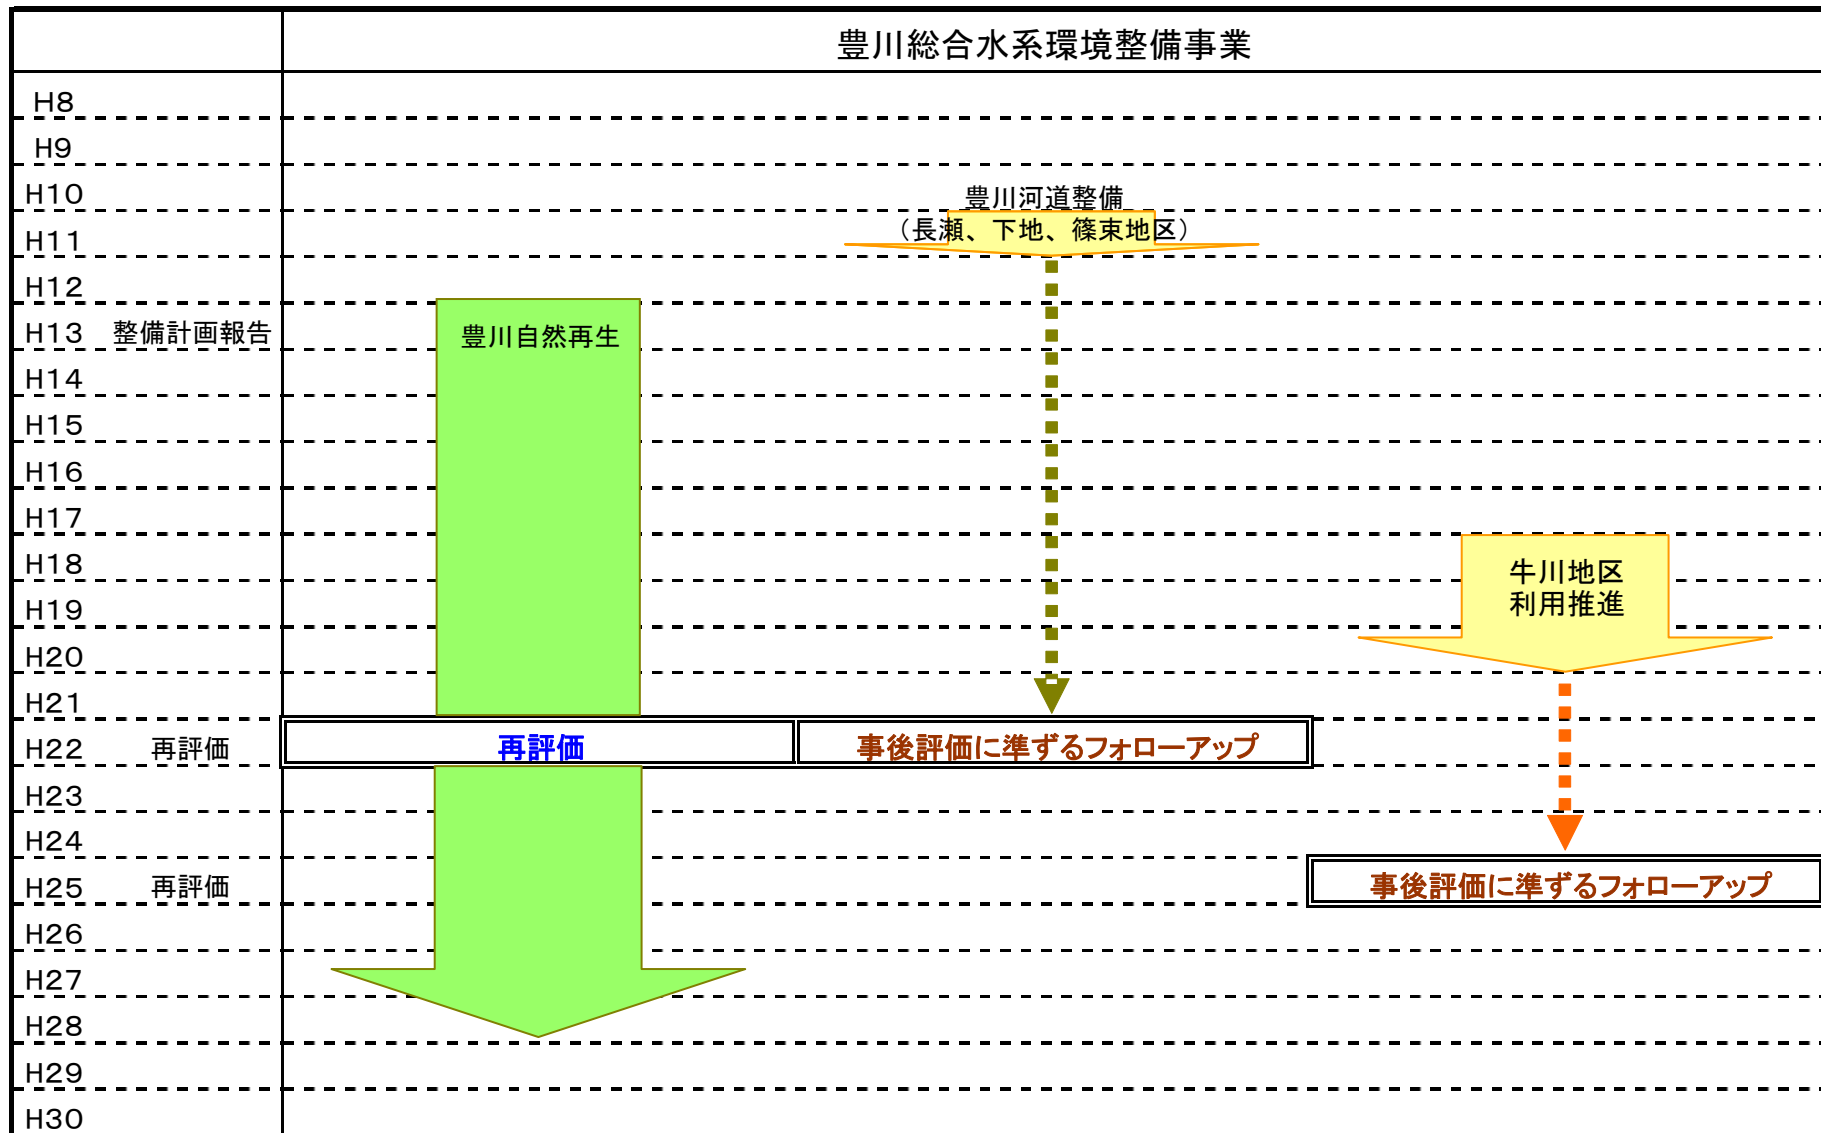 豊川総合水系環境整備事業
H8
H9
H10
豊川河道整備
H11
（長瀬、下地、篠束地区）
H12
H13 整備計画報告
豊川自然再生
H14
H15
H16
H17
H18
牛川地区
H19
利用推進
H20
H21
H22 再評価
再評価
事後評価に準ずるフォローアップ
H23
H24
H25 再評価
事後評価に準ずるフォローアップ
H26
H27
H28
H29
H30